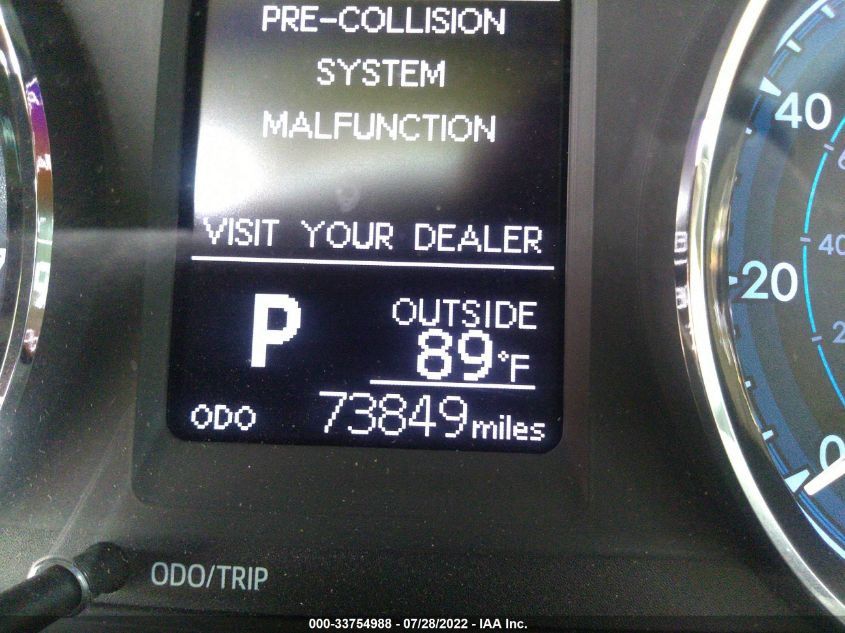 PRE-COLLISION
SYSTEM
MALFUNCTION
VISIT YOUR DEALER
P
OUTSIDE
89°F
ODO 73849 miles
ODO/TRIP
40
20
0
40
000-33754988 - 07/28/2022 - IAA Inc.